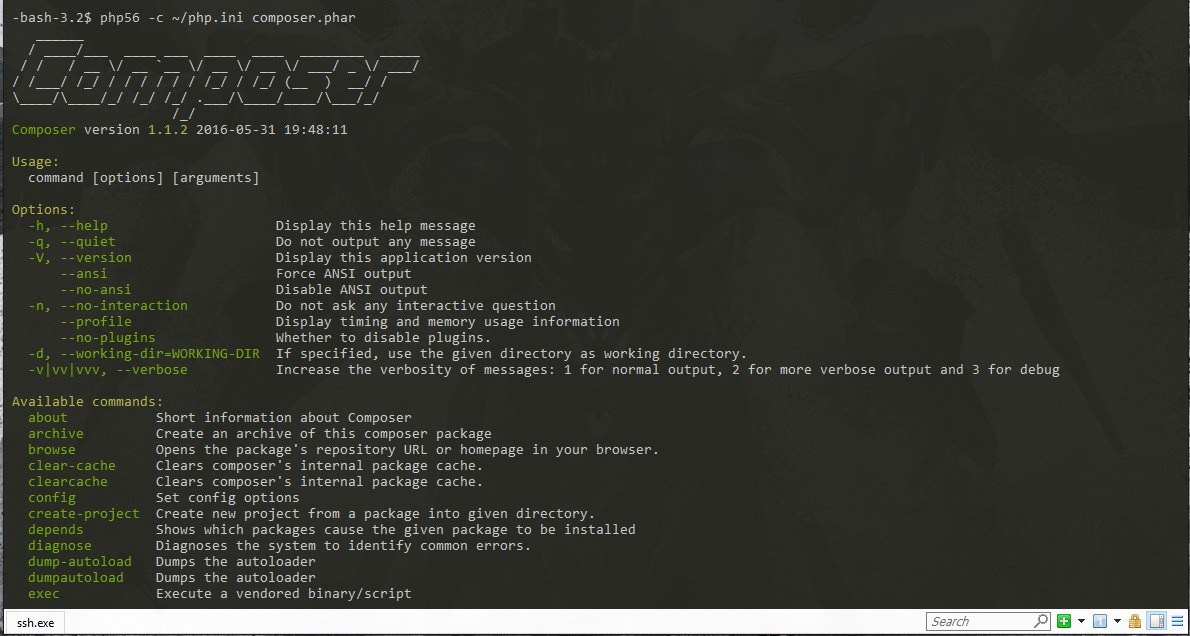 -bash-3.2$ php56 -c ~/php.ini composer.phar
Composer
Composer version 1.1.2 2016-05-31 19:48:11
Usage:
command [options] [arguments]
Options:
-h, --help Display this help message
-q, --quiet Do not output any message
-V, --version Display this application version
--ansi Force ANSI output
--no-ansi Disable ANSI output
-n, --no-interaction Do not ask any interactive question
--profile Display timing and memory usage information
--no-plugins Whether to disable plugins.
-d, --working-dir=WORKING-DIR If specified, use the given directory as working directory.
-v|vv|vvv, --verbose Increase the verbosity of messages: 1 for normal output, 2 for more verbose output and 3 for debug
Available commands:
about Short information about Composer
archive Create an archive of this composer package
browse Opens the package's repository URL or homepage in your browser.
clear-cache Clears composer's internal package cache.
clearcache Clears composer's internal package cache.
config Set config options
create-project Create new project from a package into given directory.
depends Shows which packages cause the given package to be installed
diagnose Diagnoses the system to identify common errors.
dump-autoload Dumps the autoloader
dumpautoload Dumps the autoloader
exec Execute a vendored binary/script
ssh.exe Search